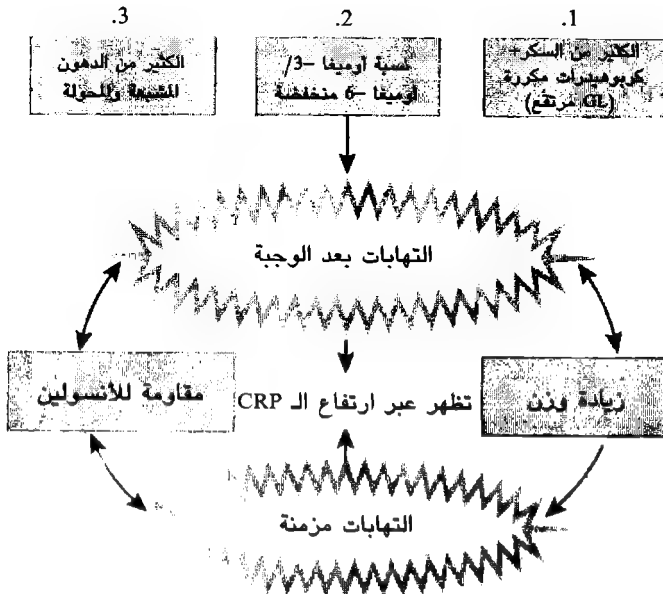 .1
الكثير من السكر+
كربوهيدرات مكررة
(GL مرتفع)
.2
نسبة أوميغا –3/
أوميغا –6 منخفضة
.3
الكثير من الدهون
المشبعة والمحولة
التهابات بعد الوجبة
زيادة وزن
تظهر عبر ارتفاع الـ CRP
مقاومة للأنسولين
التهابات مزمنة